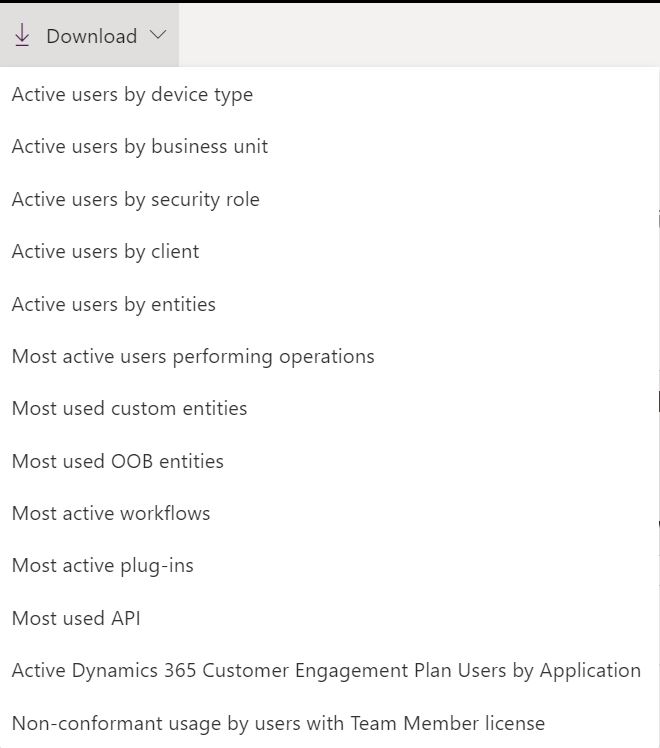 Download
Active users by device type
Active users by business unit
Active users by security role
Active users by client
Active users by entities
Most active users performing operations
Most used custom entities
Most used OOB entities
Most active workflows
Most active plug-ins
Most used API
Active Dynamics 365 Customer Engagement Plan Users by Application
Non-conformant usage by users with Team Member license